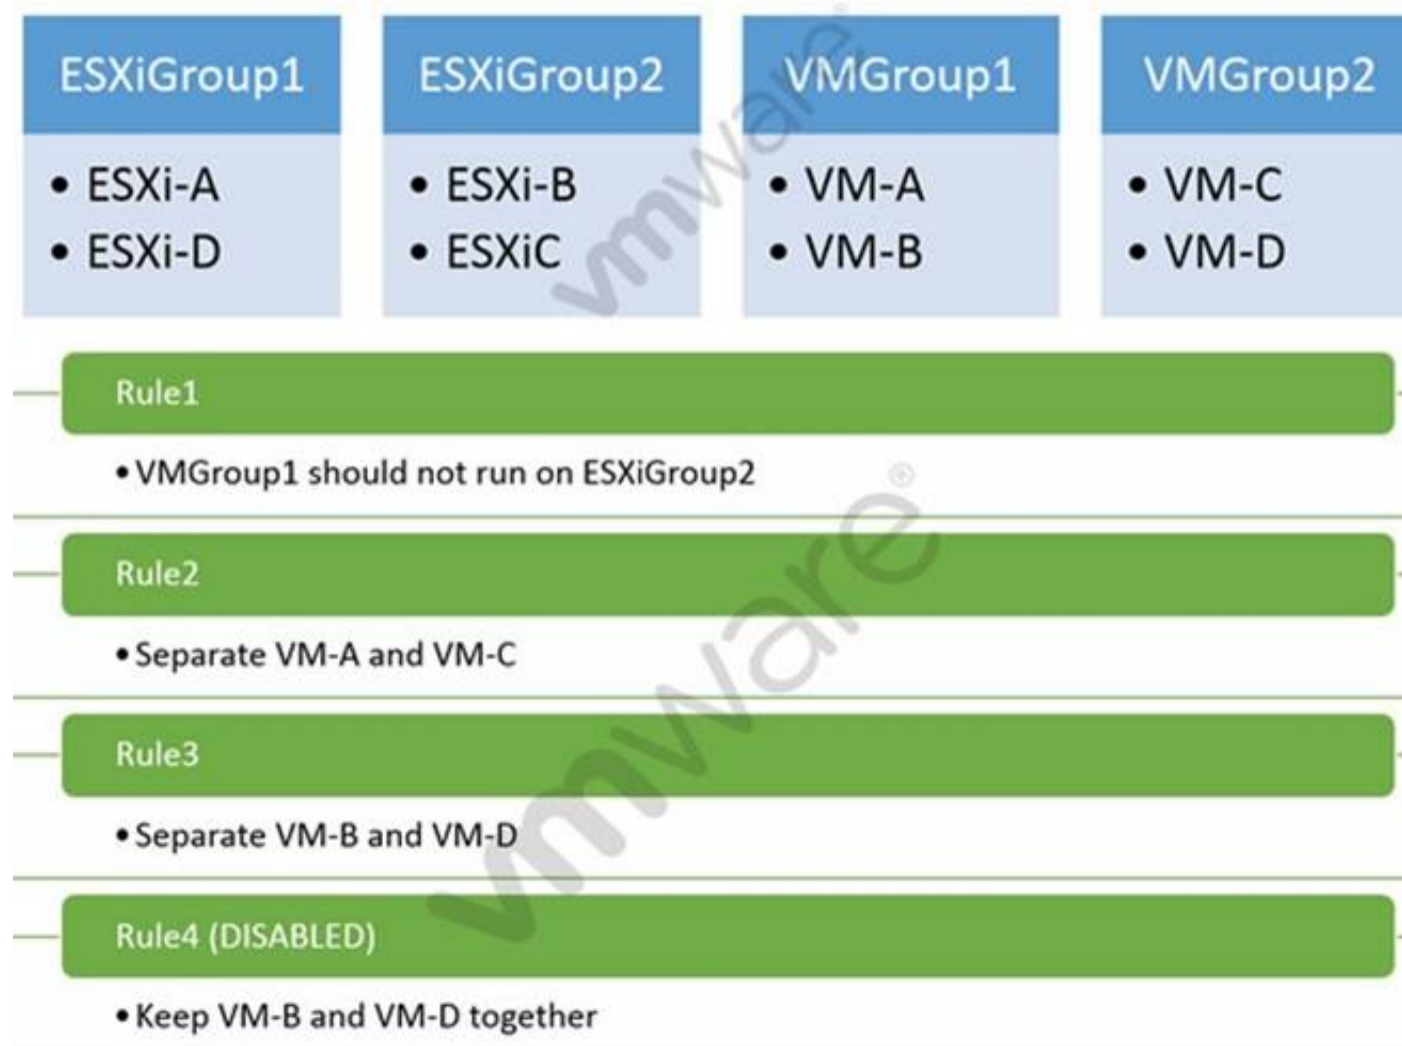 ESXiGroup1
• ESXi-A
• ESXi-D
ESXiGroup2
• ESXi-B
• ESXiC
VMGroup1
• VM-A
• VM-B
VMGroup2
• VM-C
• VM-D
Rule1
• VMGroup1 should not run on ESXiGroup2
Rule2
• Separate VM-A and VM-C
Rule3
• Separate VM-B and VM-D
Rule4 (DISABLED)
• Keep VM-B and VM-D together
vmware®
vmware®